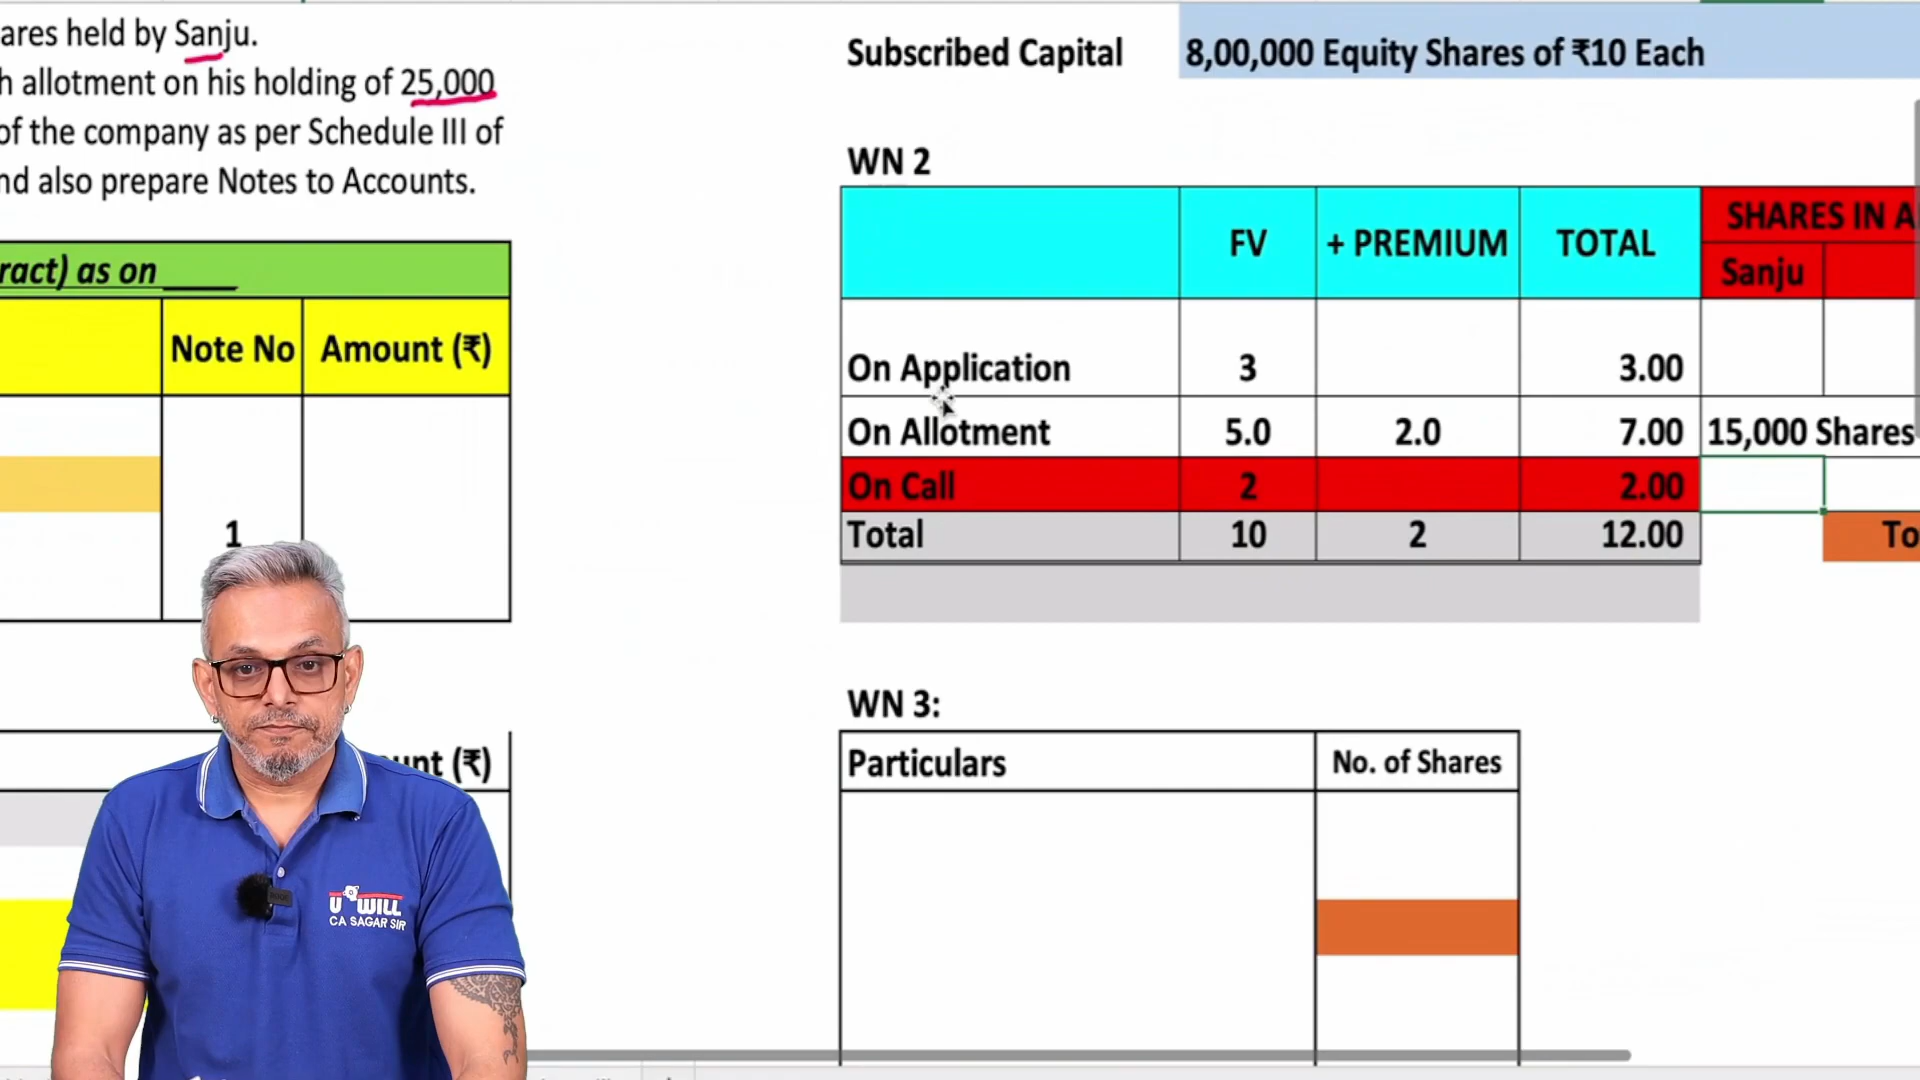 ares held by Sanju.
h allotment on his holding of 25,000
of the company as per Schedule III of
nd also prepare Notes to Accounts.
ract) as on ____
Note No Amount (₹)
1
unt (₹)
Subscribed Capital 8,00,000 Equity Shares of ₹10 Each
WN 2
FV + PREMIUM TOTAL SHARES IN A
Sanju
On Application 3 3.00
On Allotment 5.0 2.0 7.00 15,000 Shares
On Call 2 2.00
Total 10 2 12.00 To
WN 3:
Particulars No. of Shares
U WILL
CA SAGAR SIR